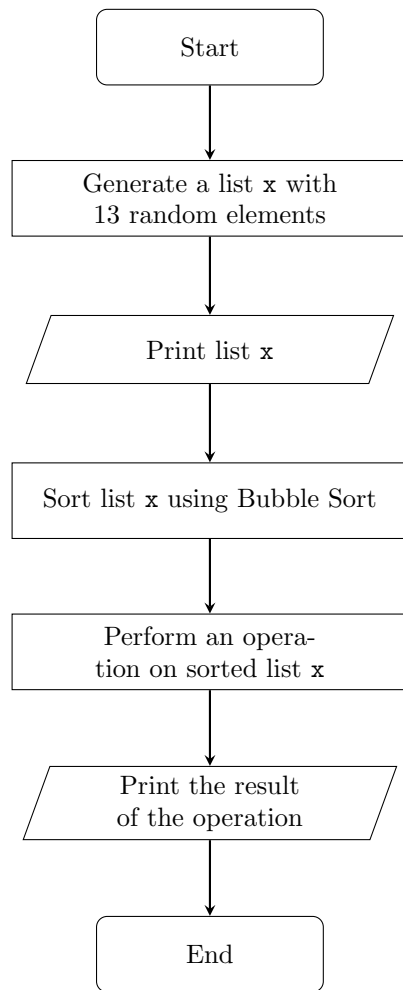 Start
Generate a list x with
13 random elements
Print list x
Sort list x using Bubble Sort
Perform an opera-
tion on sorted list x
Print the result
of the operation
End